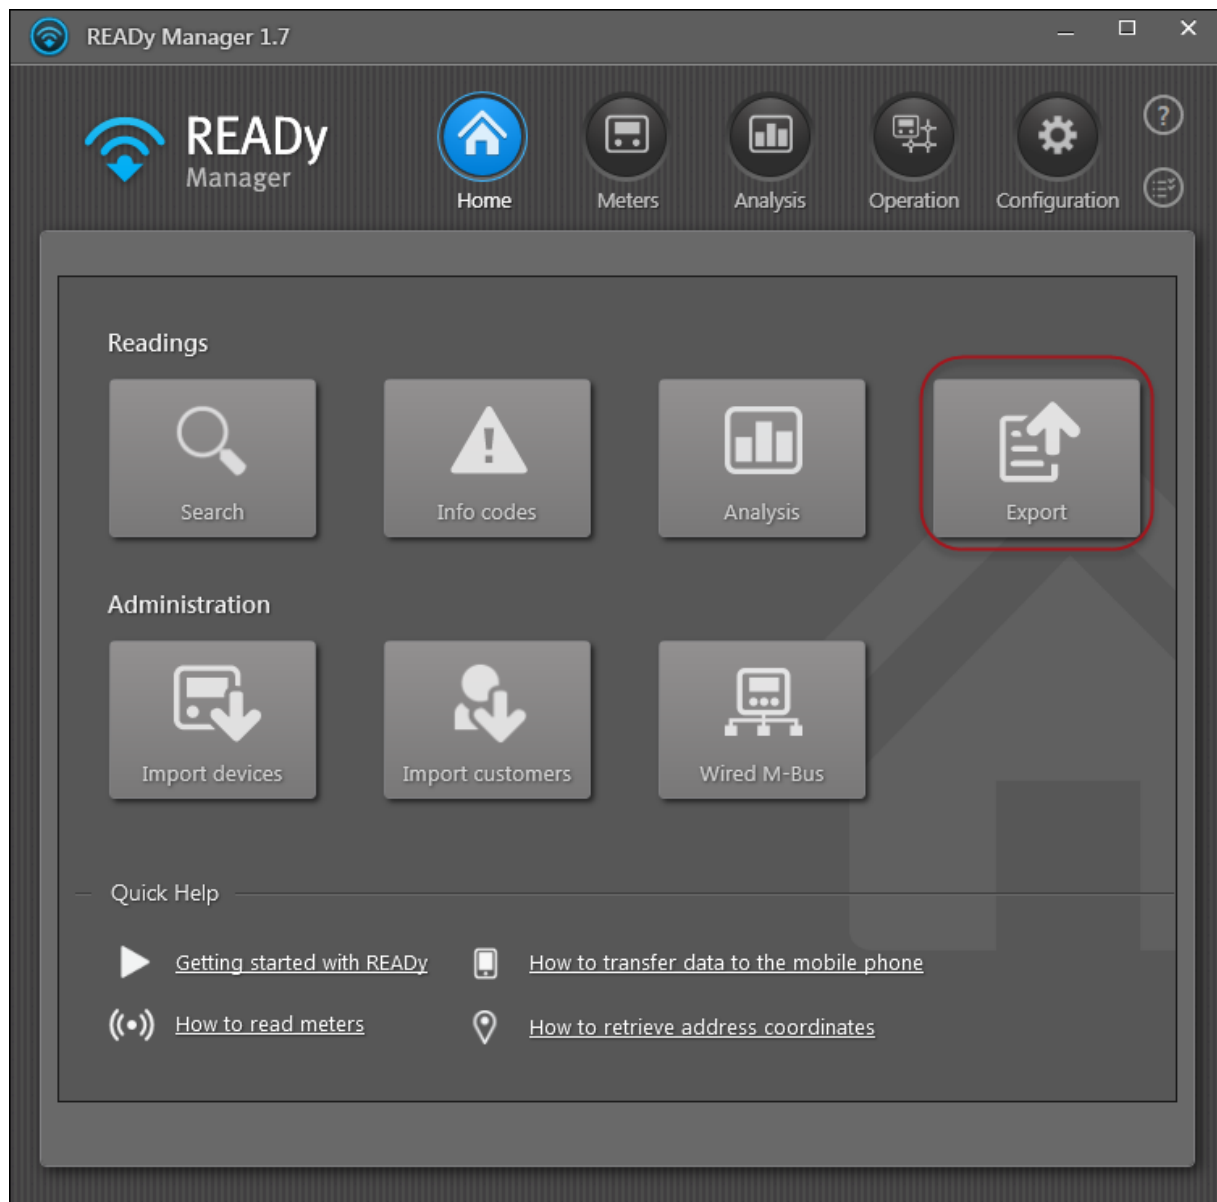 READy Manager 1.7
READy
Manager
Home Meters Analysis Operation Configuration
?
Readings
Search Info codes Analysis Export
Administration
Import devices Import customers Wired M-Bus
Quick Help
Getting started with READy How to transfer data to the mobile phone
How to read meters How to retrieve address coordinates